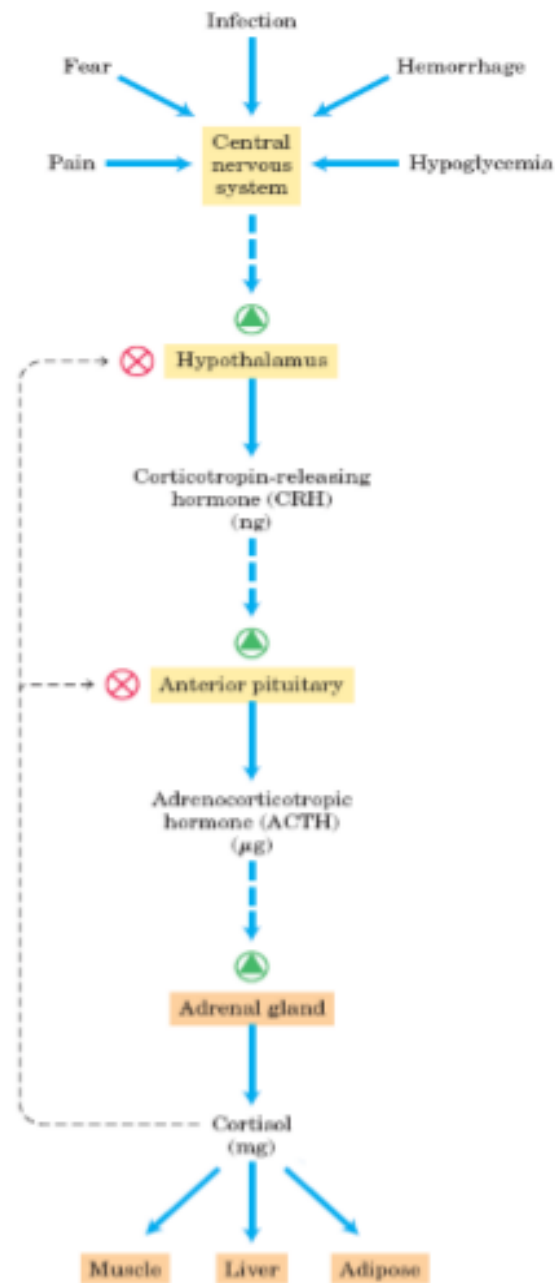 Infection
Fear
Hemorrhage
Central
nervous
system
Pain
Hypoglycemia
Hypothalamus
Corticotropin-releasing
hormone (CRH)
(ng)
Anterior pituitary
Adrenocorticotropic
hormone (ACTH)
(μg)
Adrenal gland
Cortisol
(mg)
Muscle
Liver
Adipose